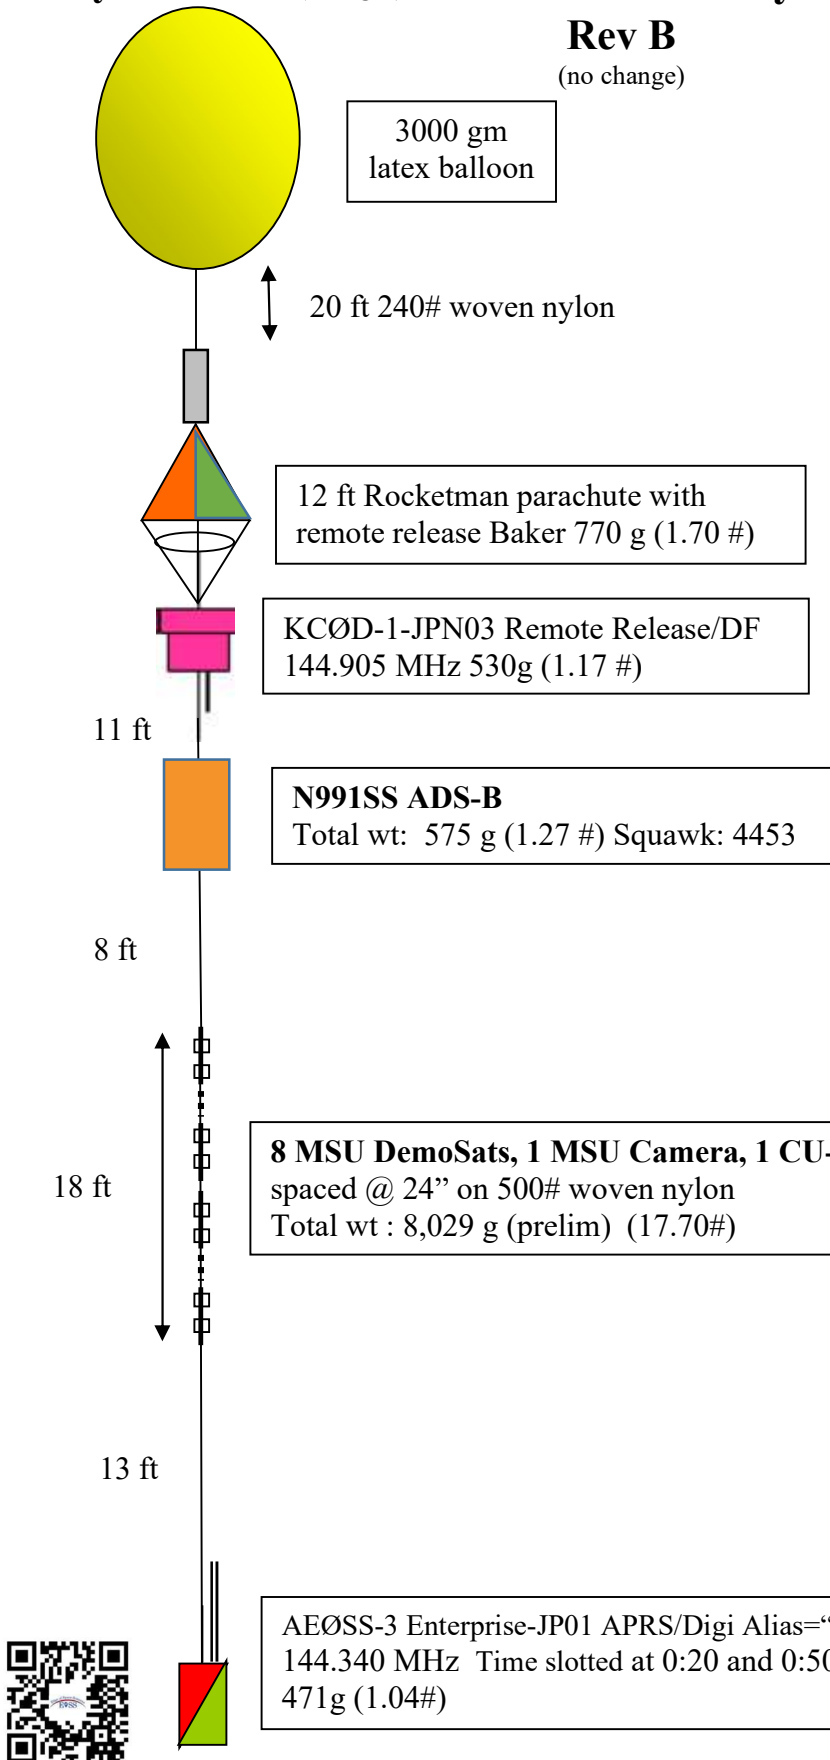 Rev B
(no change)
3000 gm
latex balloon
20 ft 240# woven nylon
12 ft Rocketman parachute with
remote release Baker 770 g (1.70 #)
KCØD-1-JPN03 Remote Release/DF
144.905 MHz 530g (1.17 #)
11 ft
N991SS ADS-B
Total wt:  575 g (1.27 #) Squawk: 4453
8 ft
8 MSU DemoSats, 1 MSU Camera, 1 CU-
spaced @ 24” on 500# woven nylon
Total wt : 8,029 g (prelim)  (17.70#)
18 ft
13 ft
AEØSS-3 Enterprise-JP01 APRS/Digi Alias=“
144.340 MHz  Time slotted at 0:20 and 0:50
471g (1.04#)